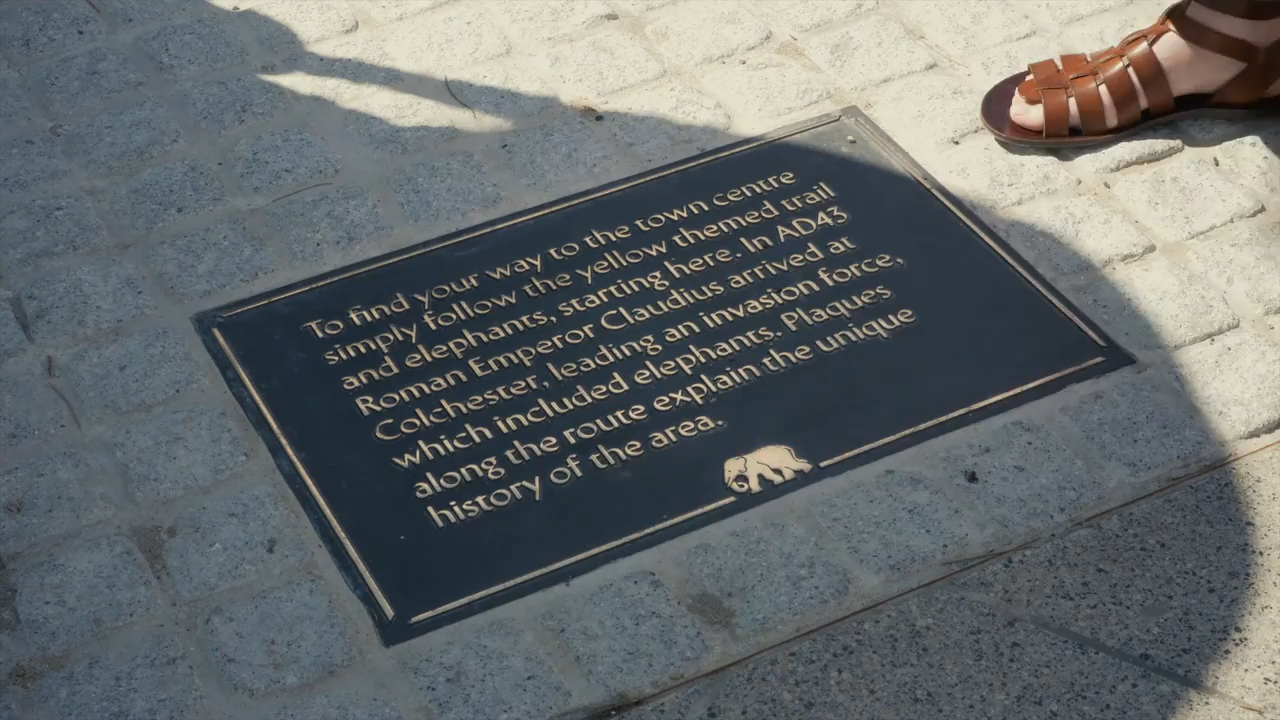 To find your way to the town centre
simply follow the yellow themed trail
and elephants, starting here. In AD43
Roman Emperor Claudius arrived at
Colchester, leading an invasion force,
which included elephants. Plaques
along the route explain the unique
history of the area.